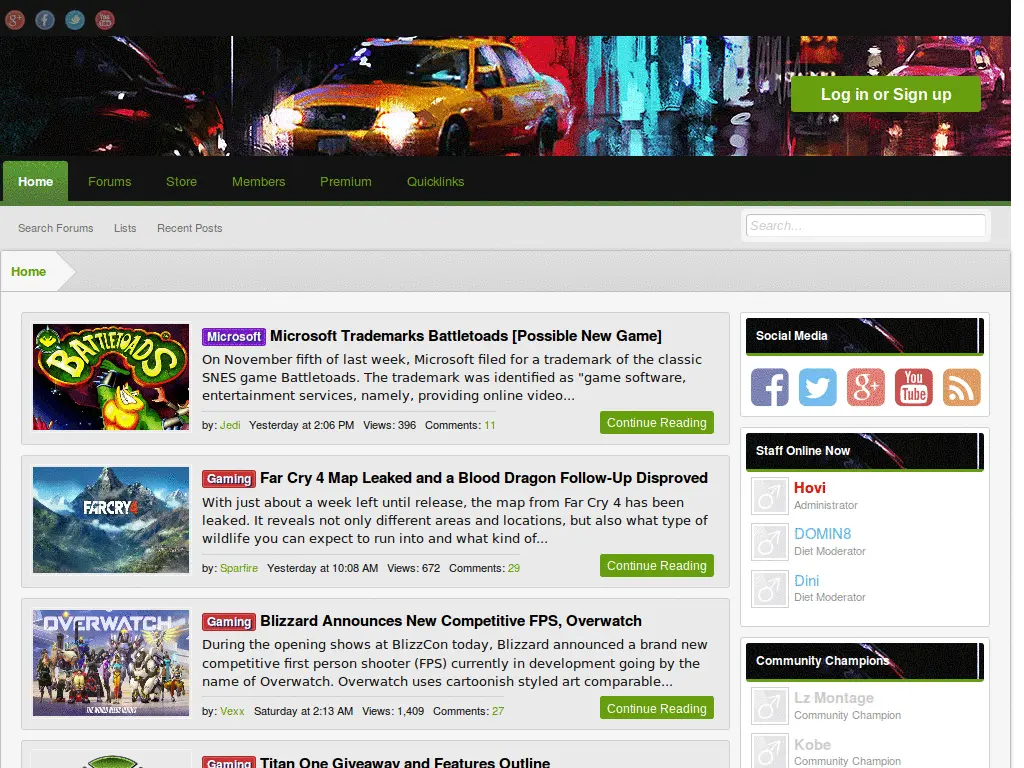 Log in or Sign up
Home Forums Store Members Premium Quicklinks
Search Forums Lists Recent Posts
Search...
Home
BATTLETOADS
Microsoft Microsoft Trademarks Battletoads [Possible New Game]
On November fifth of last week, Microsoft filed for a trademark of the classic
SNES game Battletoads. The trademark was identified as "game software,
entertainment services, namely, providing online video...
by: Jedi Yesterday at 2:06 PM Views: 396 Comments: 11
Continue Reading
FARCRY4
Gaming Far Cry 4 Map Leaked and a Blood Dragon Follow-Up Disproved
With just about a week left until release, the map from Far Cry 4 has been
leaked. It reveals not only different areas and locations, but also what type of
wildlife you can expect to run into and what kind of...
by: Sparfire Yesterday at 10:08 AM Views: 672 Comments: 29
Continue Reading
OVERWATCH
THE WORLD NEEDS HEROES
Gaming Blizzard Announces New Competitive FPS, Overwatch
During the opening shows at BlizzCon today, Blizzard announced a brand new
competitive first person shooter (FPS) currently in development going by the
name of Overwatch. Overwatch uses cartoonish styled art comparable...
by: Vexx Saturday at 2:13 AM Views: 1,409 Comments: 27
Continue Reading
Gaming Titan One Giveaway and Features Outline
Social Media
f g+ You Tube
Staff Online Now
Hovi
Administrator
DOMIN8
Diet Moderator
Dini
Diet Moderator
Community Champions
Lz Montage
Community Champion
Kobe
Community Champion